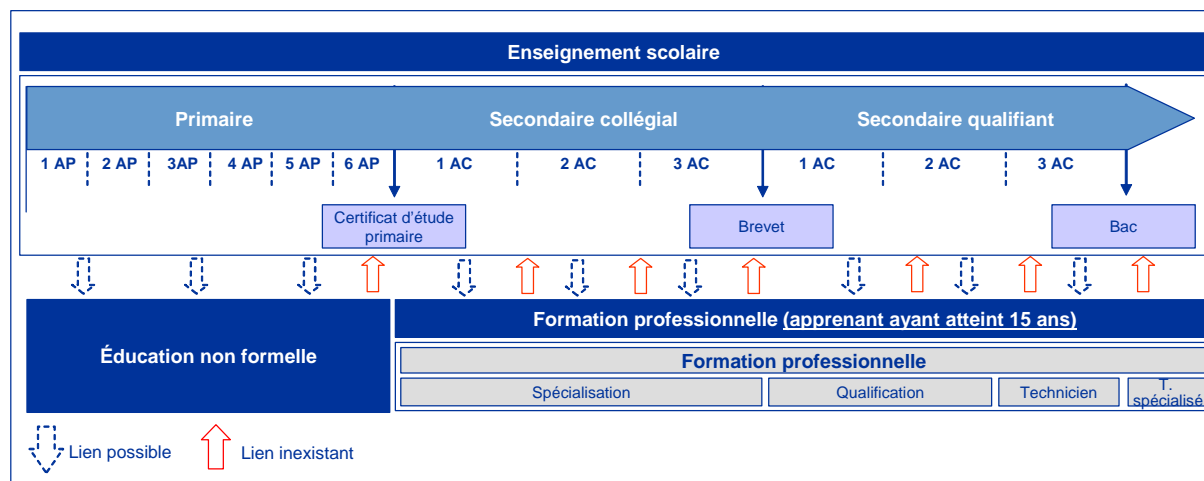 Enseignement scolaire
Primaire
Secondaire collégial
Secondaire qualifiant
1 AP
2 AP
3AP
4 AP
5 AP
6 AP
1 AC
2 AC
3 AC
1 AC
2 AC
3 AC
Certificat d'étude
primaire
Brevet
Bac
Éducation non formelle
Formation professionnelle (apprenant ayant atteint 15 ans)
Formation professionnelle
Spécialisation
Qualification
Technicien
T.
spécialisé
Lien possible
Lien inexistant